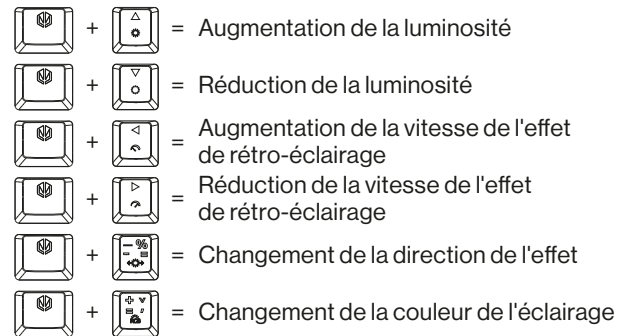 + = Augmentation de la luminosité
+ = Réduction de la luminosité
+ = Augmentation de la vitesse de l'effet
de rétro-éclairage
+ = Réduction de la vitesse de l'effet
de rétro-éclairage
+ - % - = = Changement de la direction de l'effet
+ + = , = Changement de la couleur de l'éclairage